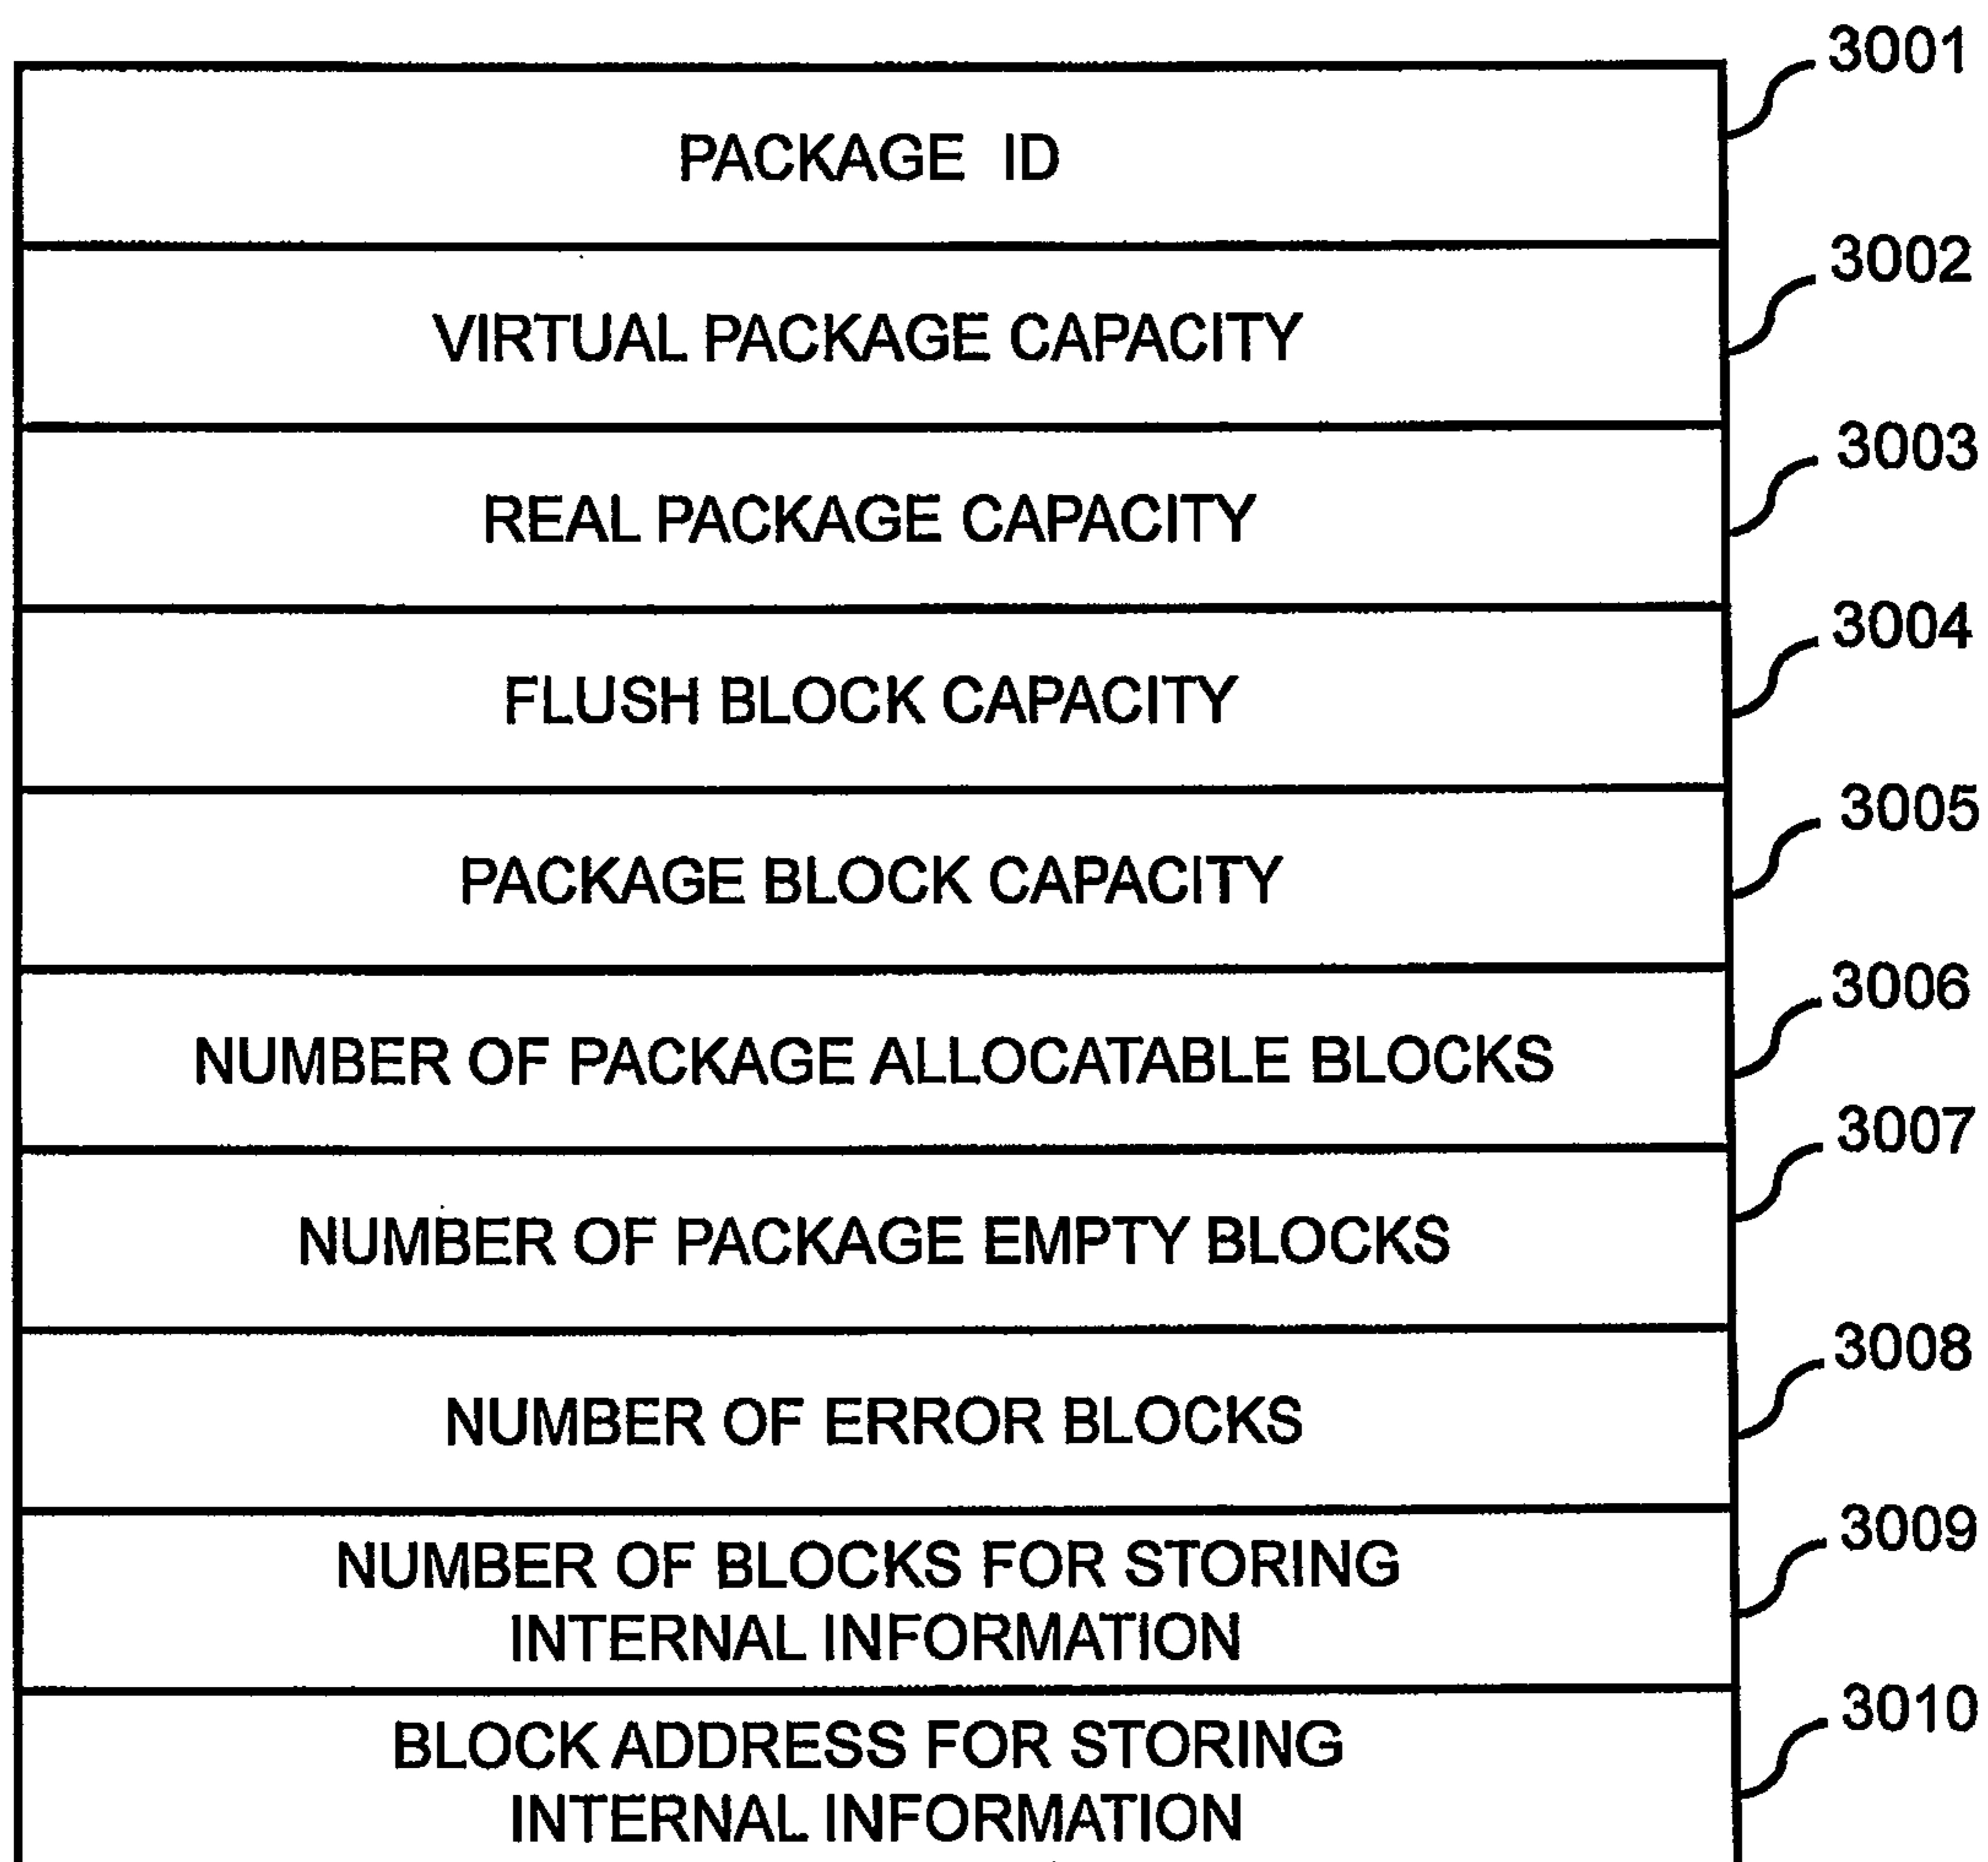 3001
PACKAGE ID
3002
VIRTUAL PACKAGE CAPACITY
3003
REAL PACKAGE CAPACITY
3004
FLUSH BLOCK CAPACITY
3005
PACKAGE BLOCK CAPACITY
3006
NUMBER OF PACKAGE ALLOCATABLE BLOCKS
3007
NUMBER OF PACKAGE EMPTY BLOCKS
3008
NUMBER OF ERROR BLOCKS
3009
NUMBER OF BLOCKS FOR STORING
INTERNAL INFORMATION
3010
BLOCK ADDRESS FOR STORING
INTERNAL INFORMATION